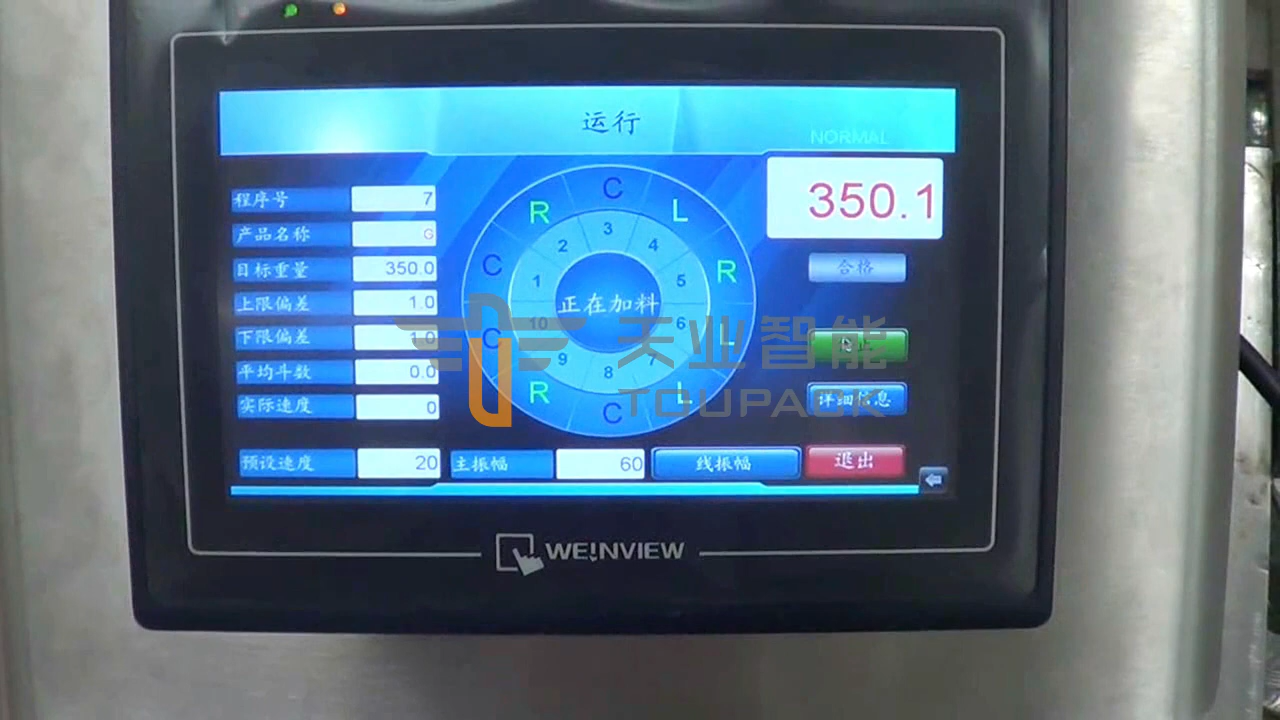 运行
NORMAL
程序号 7
产品名称 G
目标重量 350.0
上限偏差 1.0
下限偏差 1.0
平均斗数 0.0
实际速度 0
预设速度 20
主振幅 60
线振幅
退出
350.1
合格
详细信息
C
L
R
L
L
C
R
C
C
R
1
2
3
4
5
6
7
8
9
10
正在加料
天业智能
TOUPACK
WEINVIEW